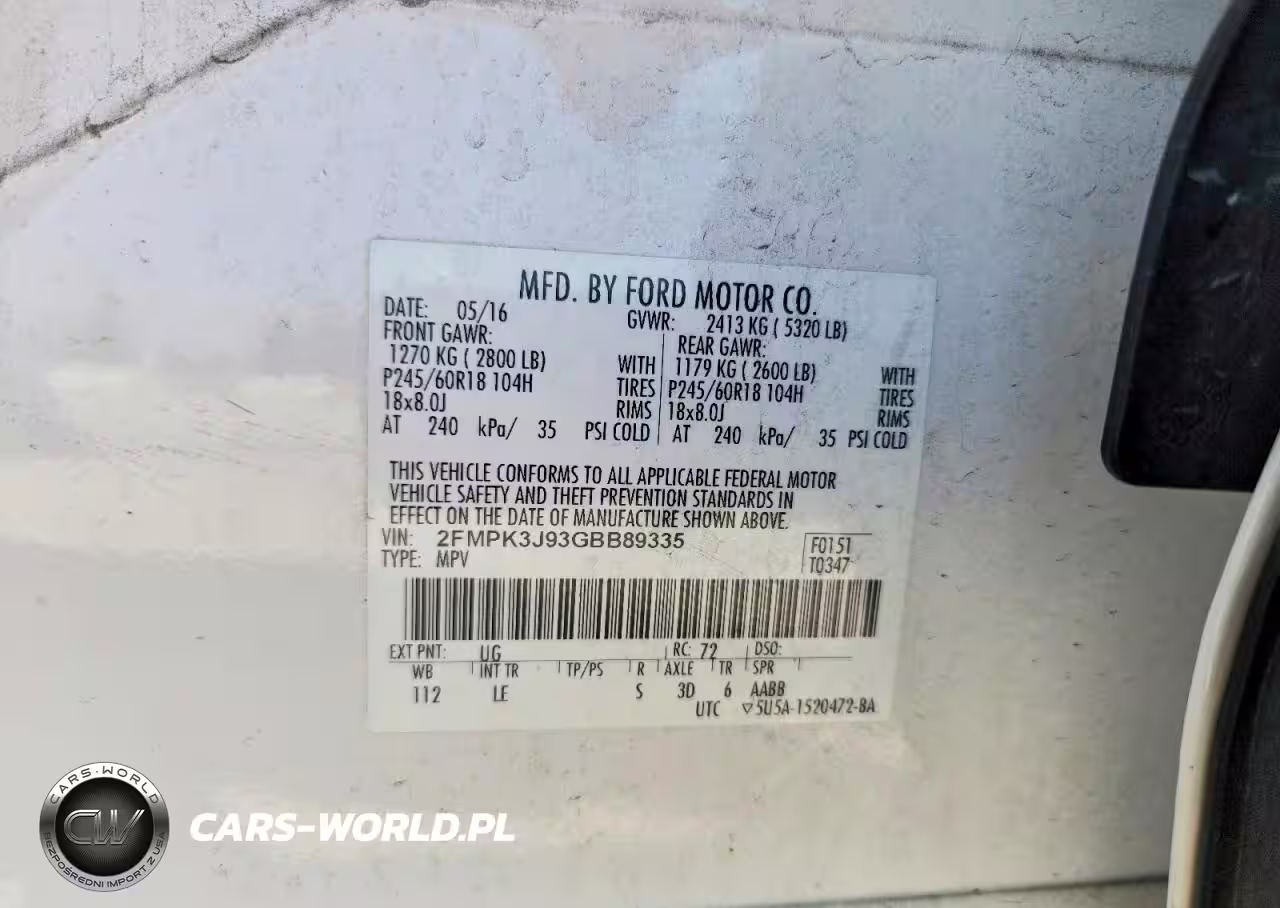 MFD. BY FORD MOTOR CO.
DATE: 05/16 GVWR: 2413 KG ( 5320 LB)
FRONT GAWR: REAR GAWR:
1270 KG ( 2800 LB) WITH 1179 KG ( 2600 LB) WITH
P245/60R18 104H TIRES P245/60R18 104H TIRES
18x8.0J RIMS 18x8.0J RIMS
AT 240 kPa/ 35 PSI COLD AT 240 kPa/ 35 PSI COLD
THIS VEHICLE CONFORMS TO ALL APPLICABLE FEDERAL MOTOR
VEHICLE SAFETY AND THEFT PREVENTION STANDARDS IN
EFFECT ON THE DATE OF MANUFACTURE SHOWN ABOVE.
VIN: 2FMPK3J93GBB89335 F0151
TYPE: MPV T0347
EXT PNT: UG RC: 72 DSO:
WB INT TR TP/PS R AXLE TR SPR
112 LE S 3D 6 AABB
UTC ▽5U5A-1520472-BA
CARS-WORLD
CW
BEZPOŚREDNI IMPORT Z USA
CARS-WORLD.PL